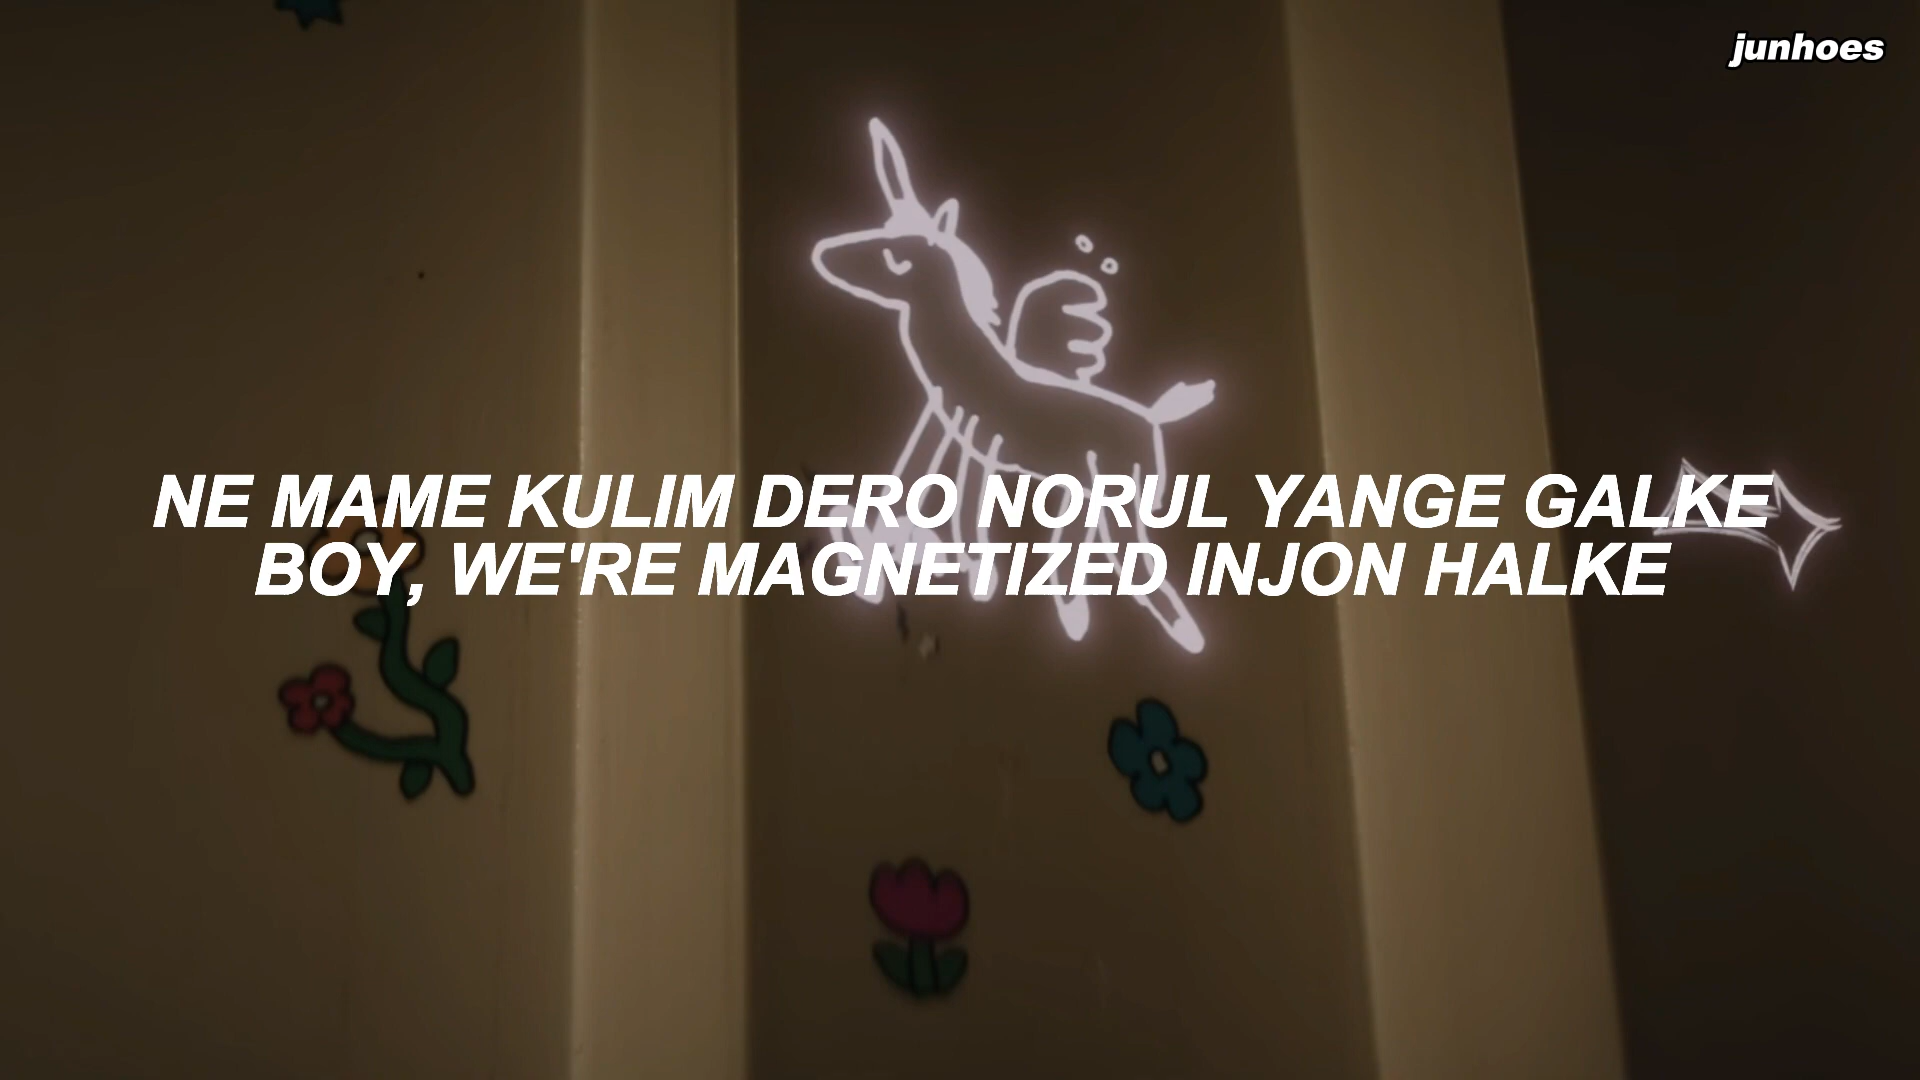 junhoes
NE MAME KULIM DERO NORUL YANGE GALKE
BOY, WE'RE MAGNETIZED INJON HALKE